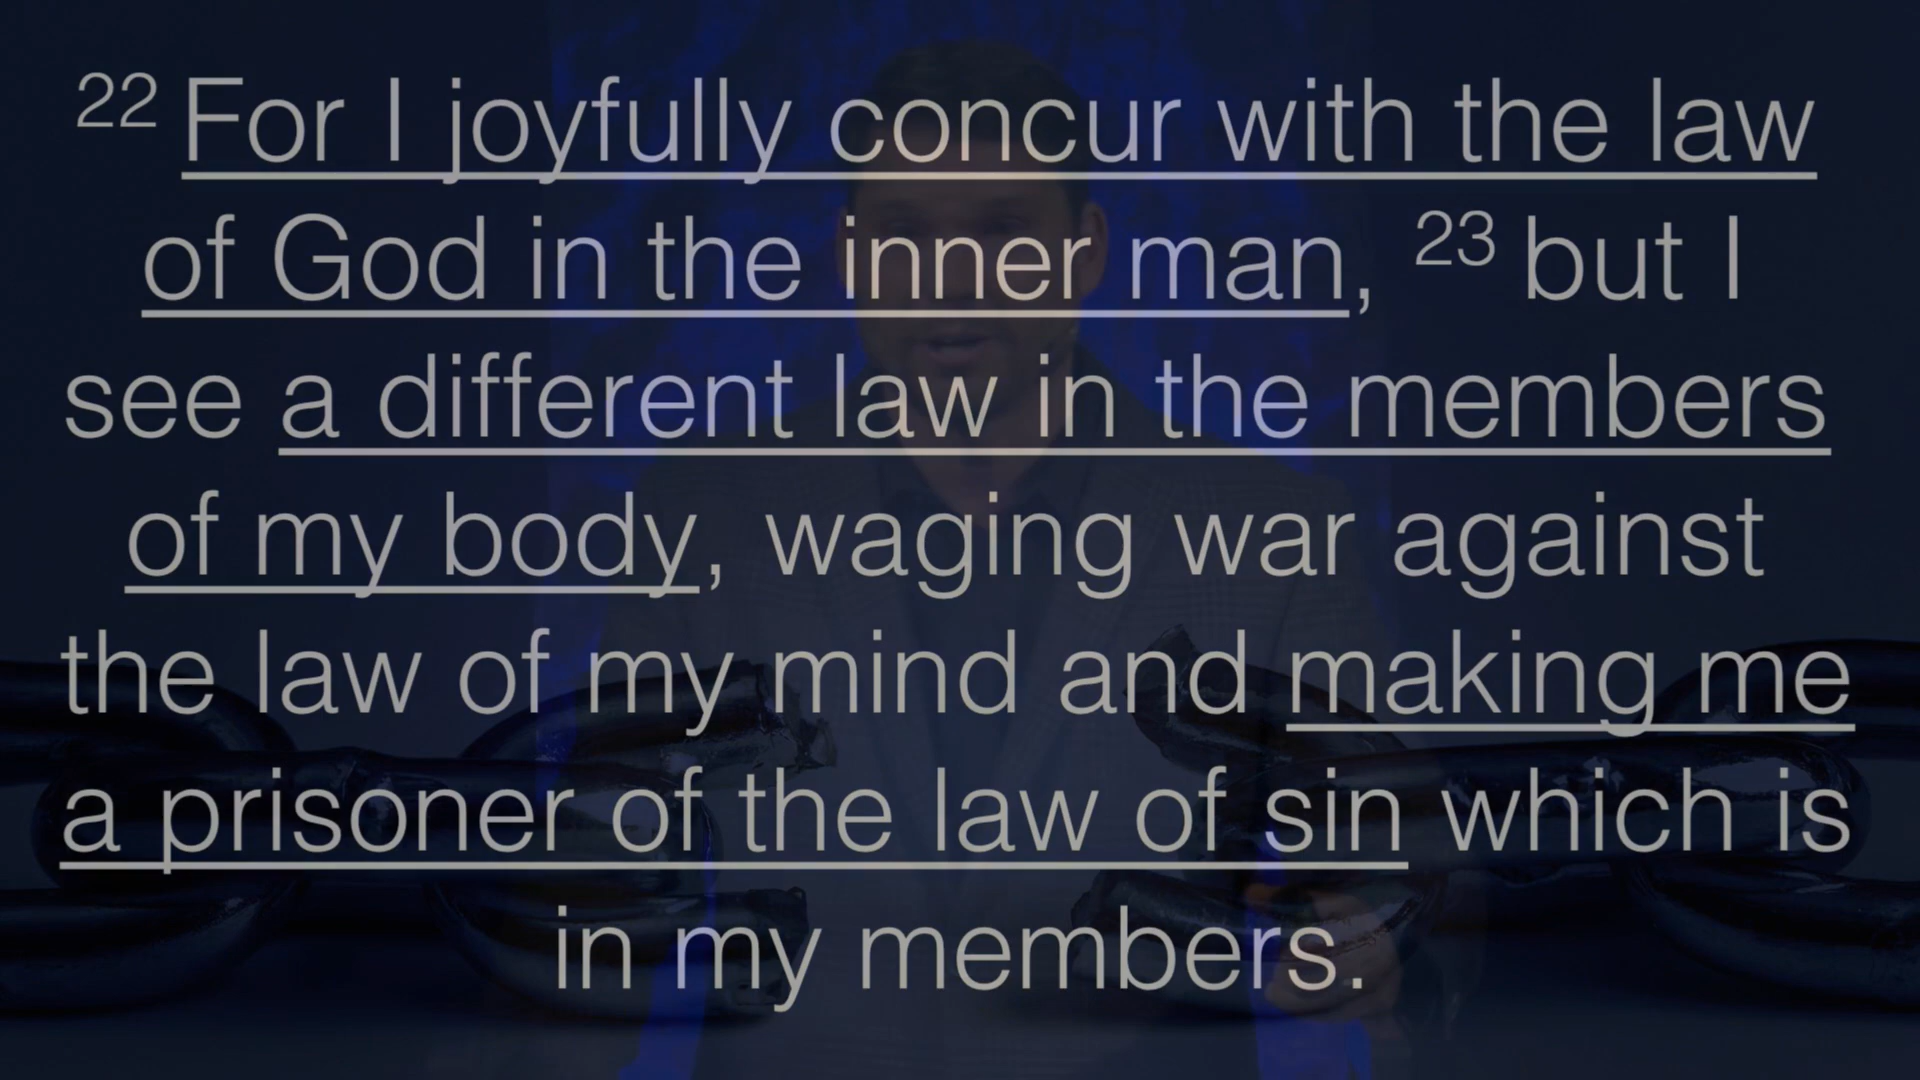 22 For I joyfully concur with the law
of God in the inner man, 23 but I
see a different law in the members
of my body, waging war against
the law of my mind and making me
a prisoner of the law of sin which is
in my members.